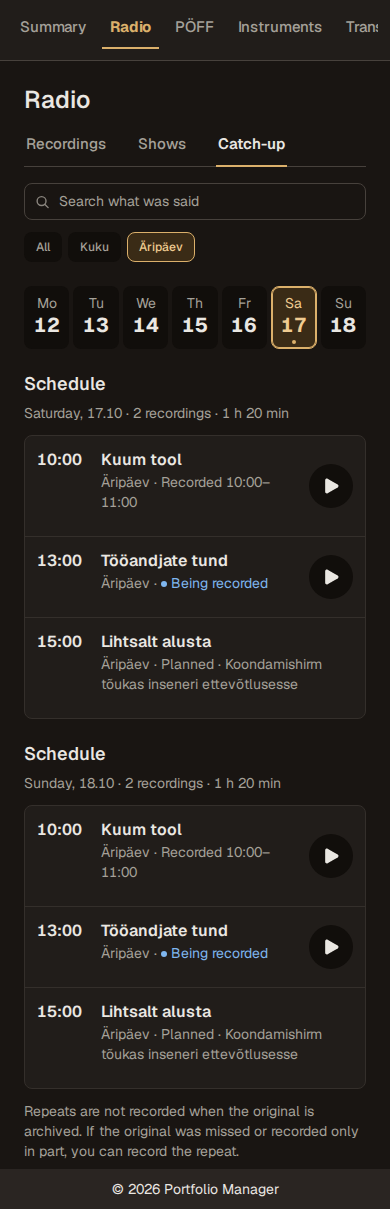 Summary Radio PÖFF Instruments Trans
Radio
Recordings Shows Catch-up
Search what was said
All Kuku Äripäev
Mo Tu We Th Fr Sa Su
12 13 14 15 16 17 18
Schedule
Saturday, 17.10 · 2 recordings · 1 h 20 min
10:00 Kuum tool
Äripäev · Recorded 10:00–
11:00
13:00 Tööandjate tund
Äripäev · Being recorded
15:00 Lihtsalt alusta
Äripäev · Planned · Koondamishirm
tõukas inseneri ettevõtlusesse
Schedule
Sunday, 18.10 · 2 recordings · 1 h 20 min
10:00 Kuum tool
Äripäev · Recorded 10:00–
11:00
13:00 Tööandjate tund
Äripäev · Being recorded
15:00 Lihtsalt alusta
Äripäev · Planned · Koondamishirm
tõukas inseneri ettevõtlusesse
Repeats are not recorded when the original is
archived. If the original was missed or recorded only
in part, you can record the repeat.
© 2026 Portfolio Manager